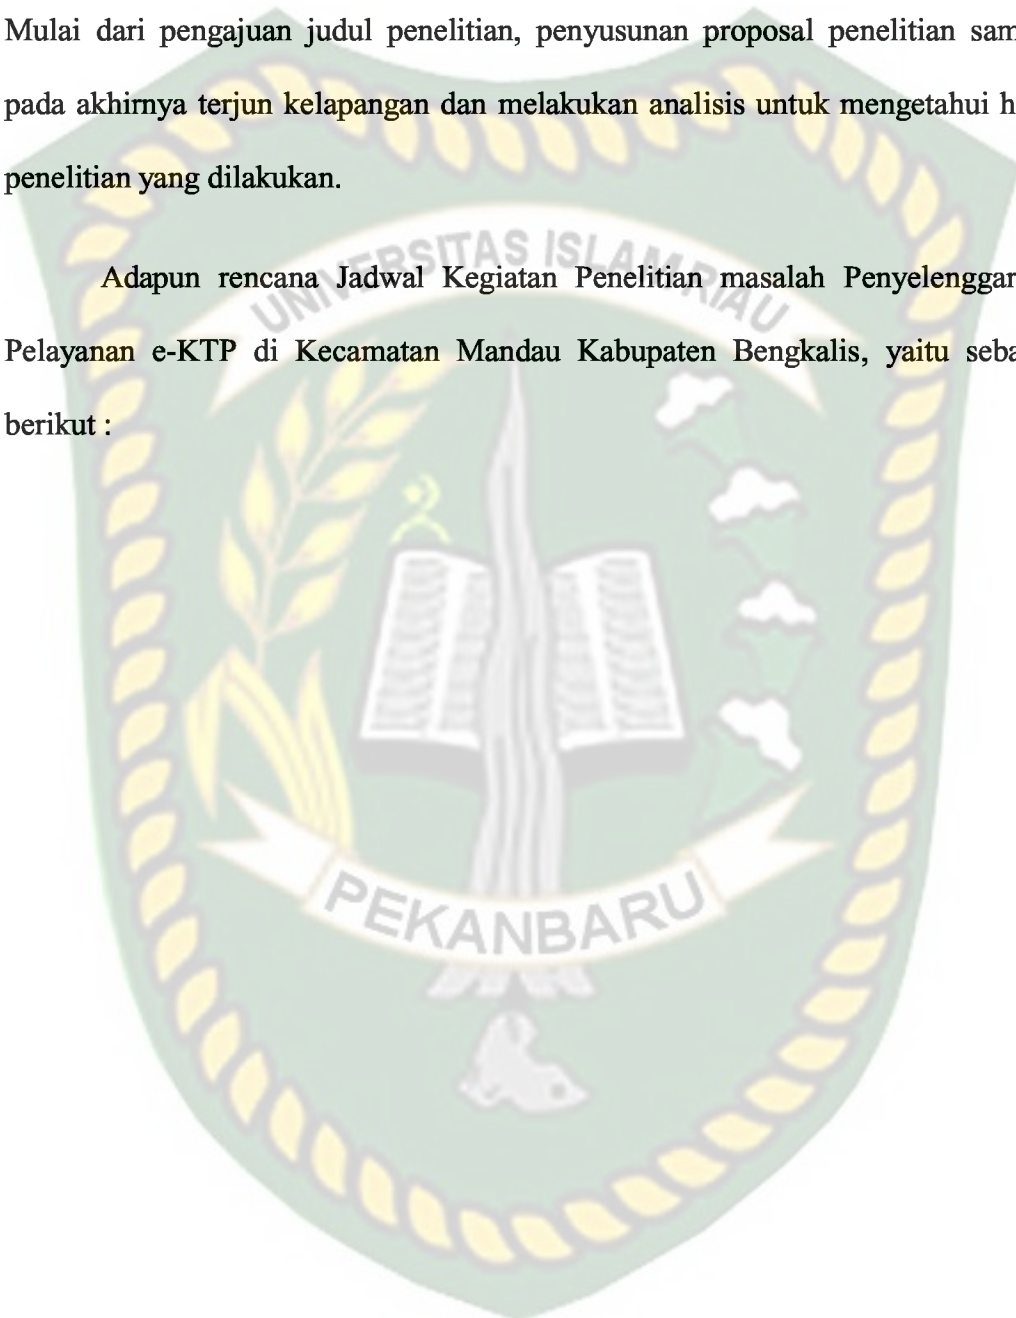 Mulai dari pengajuan judul penelitian, penyusunan proposal penelitian sam
pada akhirnya terjun kelapangan dan melakukan analisis untuk mengetahui h
penelitian yang dilakukan.
UNIVERSITAS ISLAM RIAU
Adapun rencana Jadwal Kegiatan Penelitian masalah Penyelenggar
Pelayanan e-KTP di Kecamatan Mandau Kabupaten Bengkalis, yaitu seba
berikut :
PEKANBARU